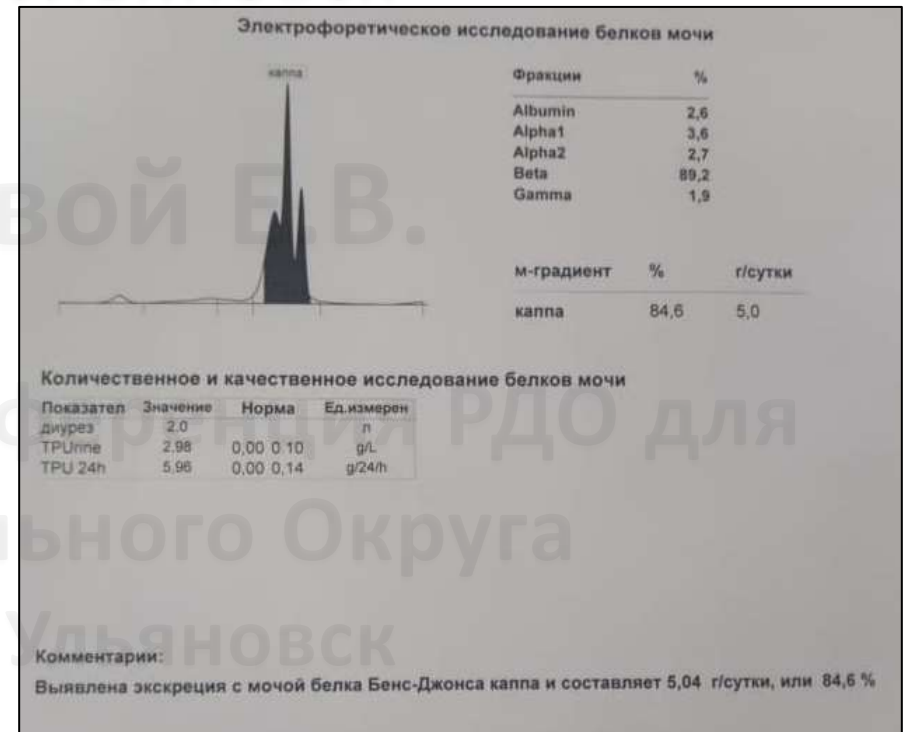 Электрофоретическое исследование белков мочи
каппа
Фракции %
Albumin 2,6
Alpha1 3,6
Alpha2 2,7
Beta 89,2
Gamma 1,9
м-градиент % г/сутки
каппа 84,6 5,0
Количественное и качественное исследование белков мочи
Показател Значение Норма Ед.измерен
диурез 2.0 л
TPUrine 2,98 0,00 0.10 g/L
TPU 24h 5,96 0,00 0,14 g/24/h
Комментарии:
Выявлена экскреция с мочой белка Бенс-Джонса каппа и составляет 5,04 г/сутки, или 84,6 %
вой Е.В.
ференция РДО для
льного Округа
Ульяновск